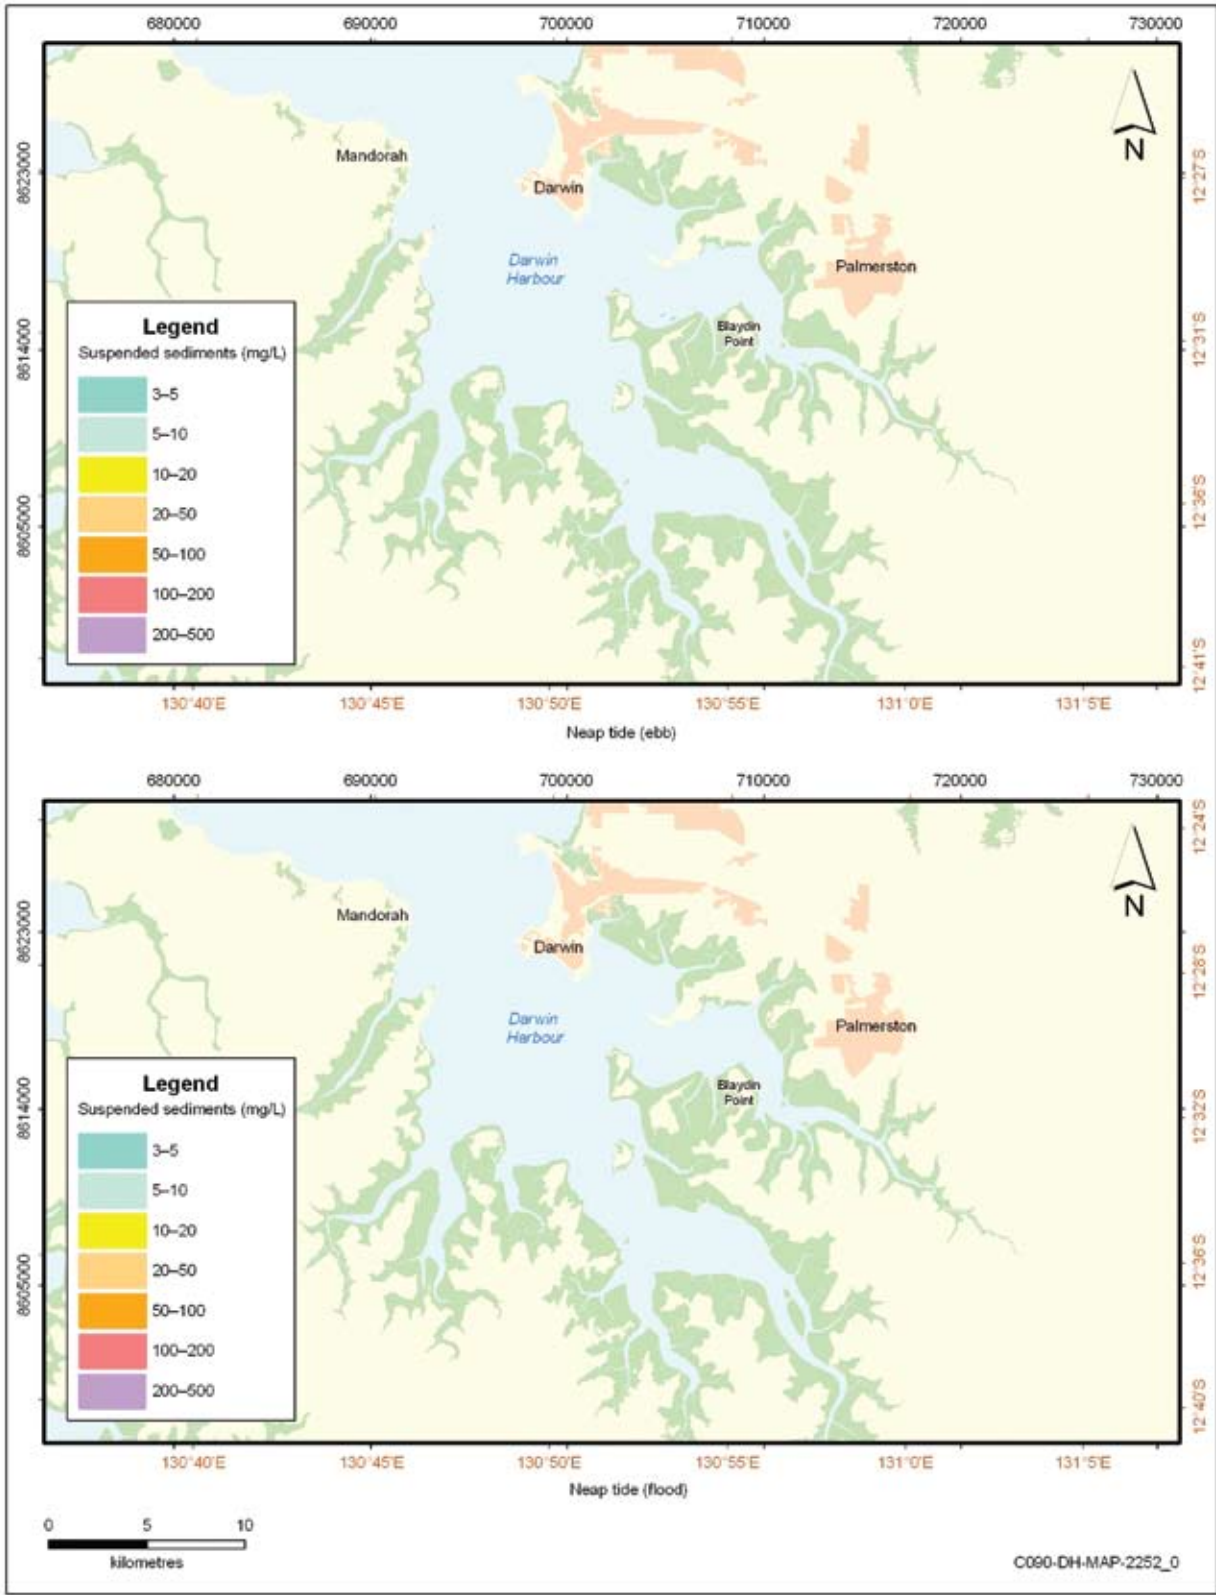 680000 690000 700000 710000 720000 730000
8623000
8614000
8605000
Mandorah
Darwin
Darwin
Harbour
Palmerston
Blaydin
Point
N
12°27'S
12°31'S
12°36'S
12°41'S
Legend
Suspended sediments (mg/L)
3–5
5–10
10–20
20–50
50–100
100–200
200–500
130°40'E 130°45'E 130°50'E 130°55'E 131°0'E 131°5'E
Neap tide (ebb)
680000 690000 700000 710000 720000 730000
8623000
8614000
8605000
Mandorah
Darwin
Darwin
Harbour
Palmerston
Blaydin
Point
N
12°24'S
12°28'S
12°32'S
12°36'S
12°40'S
Legend
Suspended sediments (mg/L)
3–5
5–10
10–20
20–50
50–100
100–200
200–500
130°40'E 130°45'E 130°50'E 130°55'E 131°0'E 131°5'E
Neap tide (flood)
0 5 10
kilometres
C090-DH-MAP-2252_0